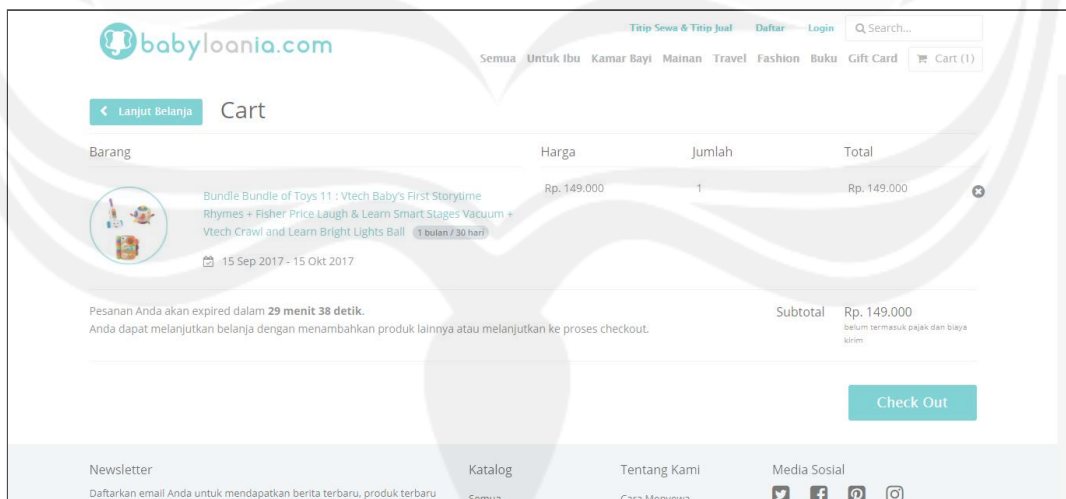 babyloania.com
Titip Sewa & Titip Jual Daftar Login Search...
Semua Untuk Ibu Kamar Bayi Mainan Travel Fashion Buku Gift Card Cart (1)
Lanjut Belanja Cart
Barang Harga Jumlah Total
Bundle Bundle of Toys 11 : Vtech Baby's First Storytime Rp. 149.000 1 Rp. 149.000
Rhymes + Fisher Price Laugh & Learn Smart Stages Vacuum +
Vtech Crawl and Learn Bright Lights Ball 1 bulan / 30 hari
15 Sep 2017 - 15 Okt 2017
Pesanan Anda akan expired dalam 29 menit 38 detik. Subtotal Rp. 149.000
Anda dapat melanjutkan belanja dengan menambahkan produk lainnya atau melanjutkan ke proses checkout. belum termasuk pajak dan biaya
kirim
Check Out
Newsletter Katalog Tentang Kami Media Sosial
Daftarkan email Anda untuk mendapatkan berita terbaru, produk terbaru Semua Cara Menyewa